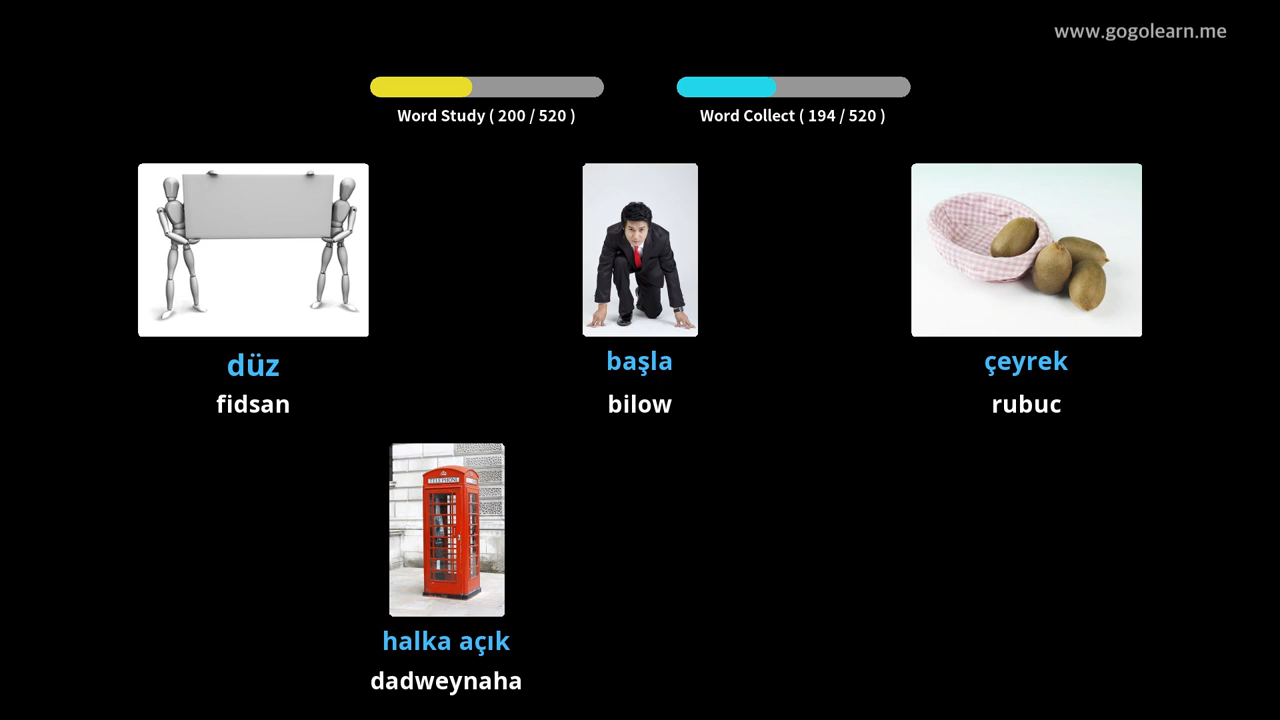 www.gogolearn.me
Word Study ( 200 / 520 )
Word Collect ( 194 / 520 )
düz
fidsan
başla
bilow
çeyrek
rubuc
TELEPHONE
halka açık
dadweynaha